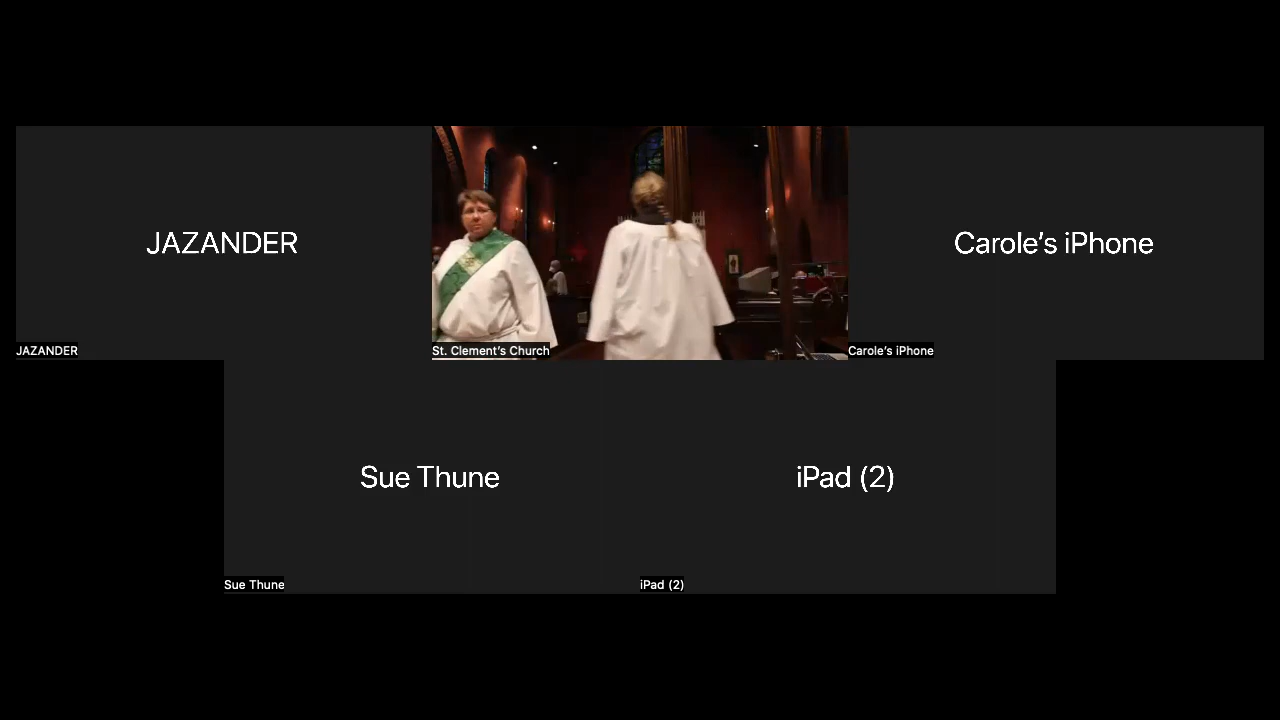 JAZANDER
Carole’s iPhone
JAZANDER
St. Clement’s Church
Carole’s iPhone
Sue Thune
iPad (2)
Sue Thune
iPad (2)